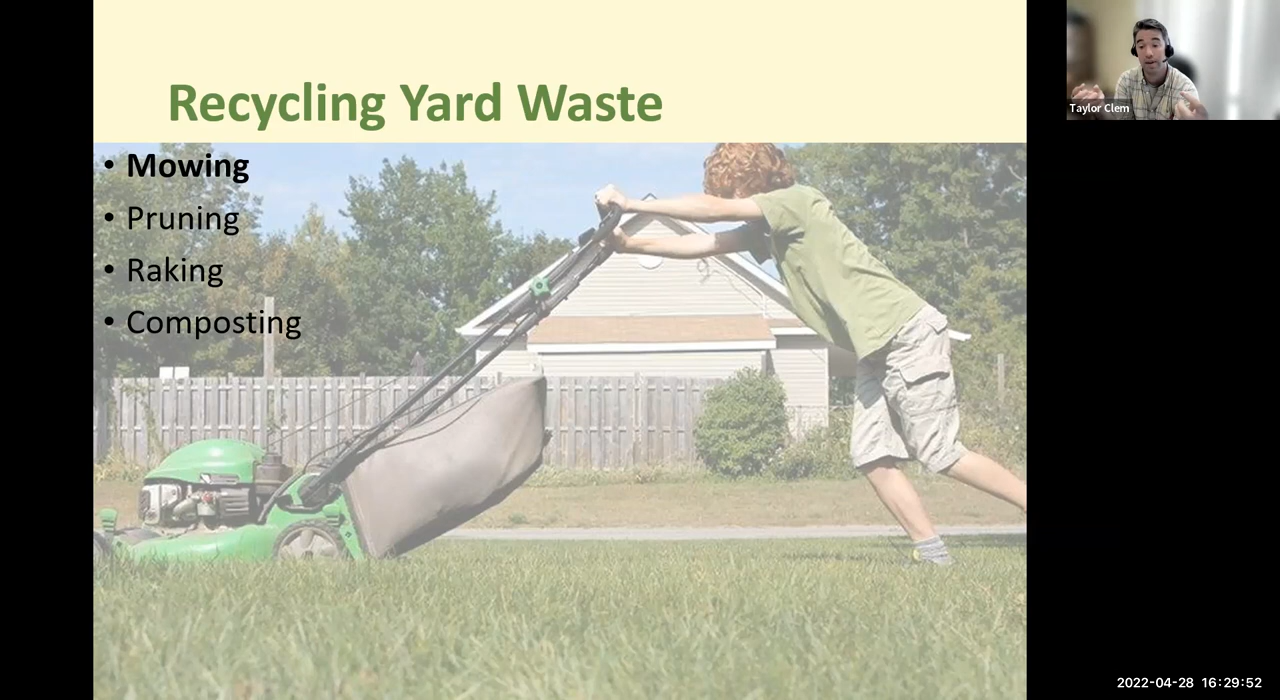 Recycling Yard Waste
• Mowing
• Pruning
• Raking
• Composting
Taylor Clem
2022-04-28 16:29:52